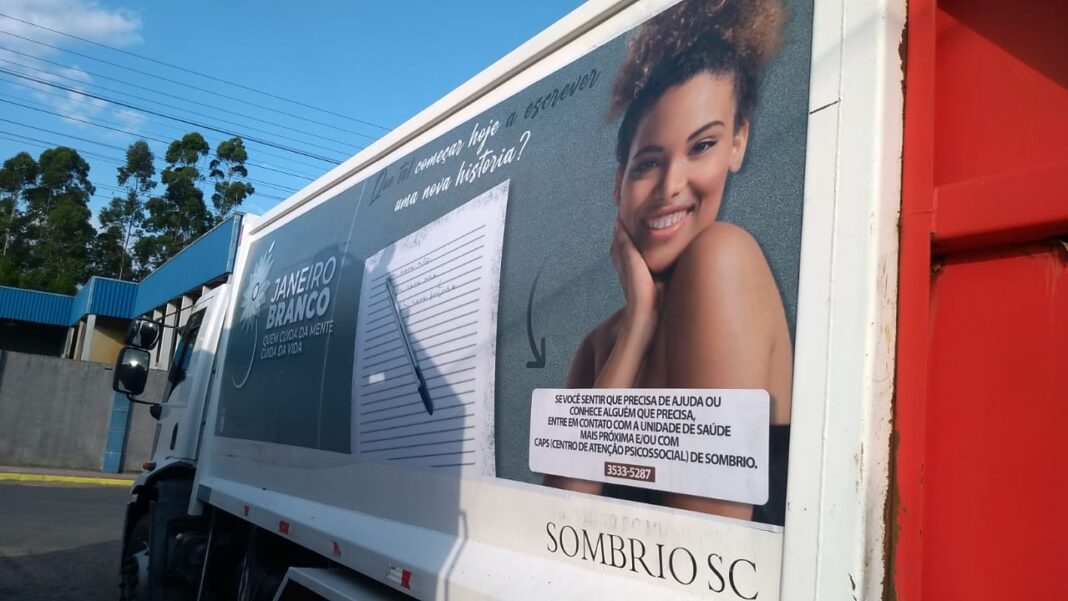 Que tal começar hoje a escrever
uma nova história?
JANEIRO
BRANCO
QUEM CUIDA DA MENTE
CUIDA DA VIDA
SE VOCÊ SENTIR QUE PRECISA DE AJUDA OU
CONHECE ALGUÉM QUE PRECISA,
ENTRE EM CONTATO COM A UNIDADE DE SAÚDE
MAIS PRÓXIMA E/OU COM
CAPS (CENTRO DE ATENÇÃO PSICOSSOCIAL) DE SOMBRIO.
3533-5287
SOMBRIO SC